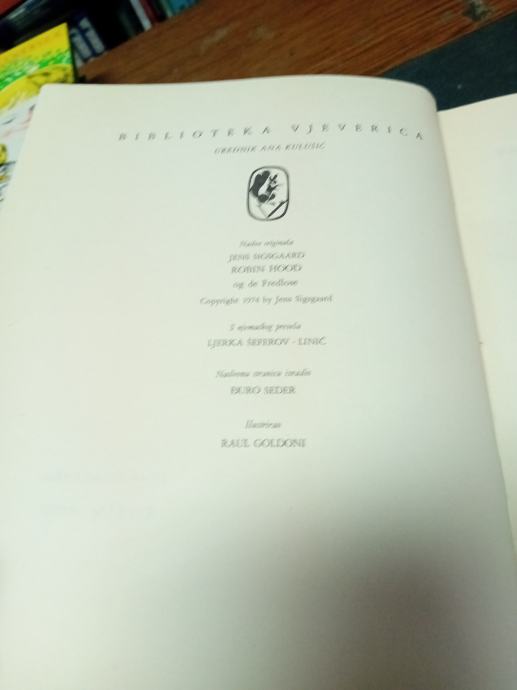 BIBLIOTEKA VJEVERICA
UREDNIK ANA KULUŠIĆ
Naslov originala
JENS SIGSGAARD
ROBIN HOOD
og de Fredløse
Copyright 1974 by Jens Sigsgaard
S njemačkog prevela
LJERKA ŠEFEROV - LINIĆ
Naslovnu stranicu izradio
ĐURO SEDER
Ilustrirao
RAUL GOLDONI